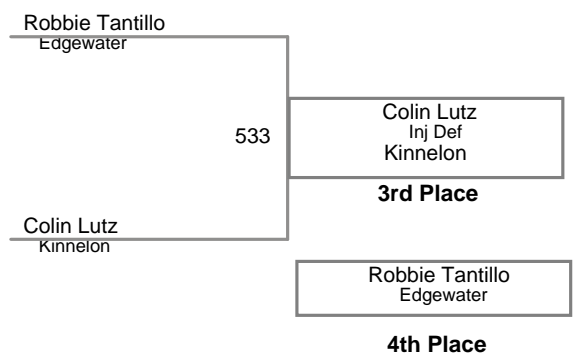 Robbie Tantillo
Edgewater
533
Colin Lutz
Inj Def
Kinnelon
3rd Place
Colin Lutz
Kinnelon
Robbie Tantillo
Edgewater
4th Place